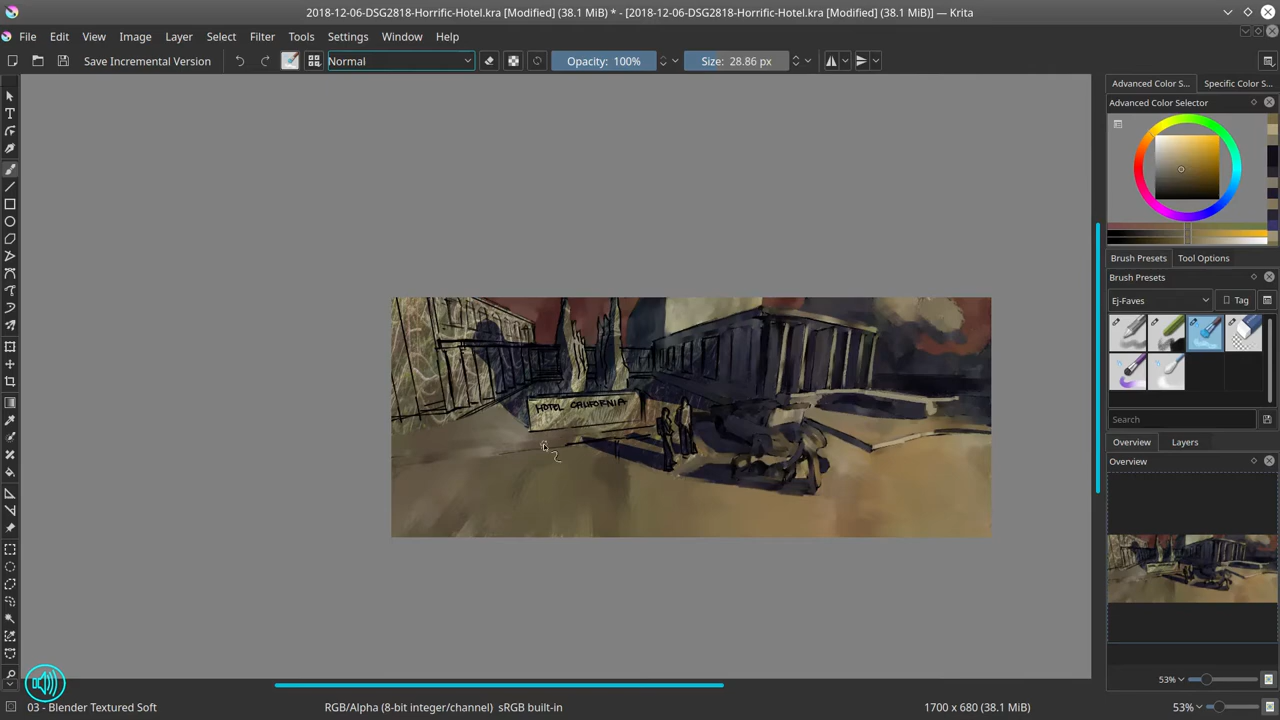 2018-12-06-DSG2818-Horrific-Hotel.kra [Modified] (38.1 MiB) * - [2018-12-06-DSG2818-Horrific-Hotel.kra [Modified] (38.1 MiB)] — Krita
File Edit View Image Layer Select Filter Tools Settings Window Help
Save Incremental Version Normal Opacity: 100% Size: 28.86 px
Advanced Color S... Specific Color S...
Advanced Color Selector
Brush Presets Tool Options
Brush Presets
Ej-Faves Tag
HOTEL CALIFORNIA
Search
Overview Layers
Overview
53%
03 - Blender Textured Soft RGB/Alpha (8-bit integer/channel) sRGB built-in 1700 x 680 (38.1 MiB) 53%